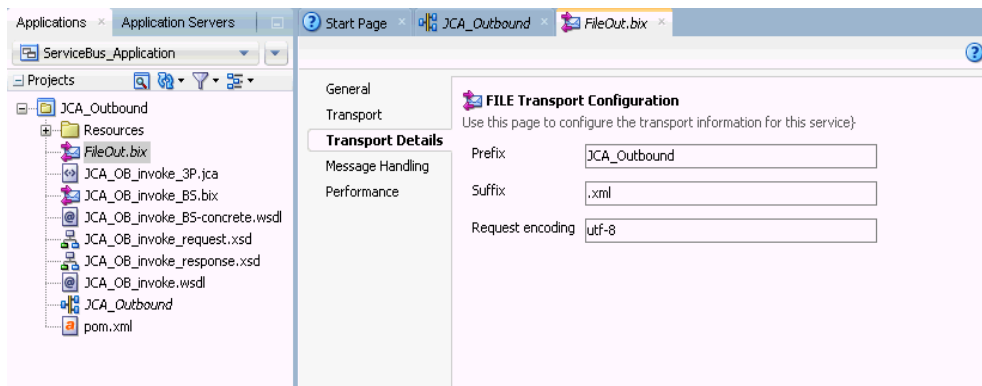 Applications
Application Servers
ServiceBus_Application
Projects
JCA_Outbound
Resources
FileOut.bix
JCA_OB_invoke_3P.jca
JCA_OB_invoke_BS.bix
JCA_OB_invoke_BS-concrete.wsdl
JCA_OB_invoke_request.xsd
JCA_OB_invoke_response.xsd
JCA_OB_invoke.wsdl
JCA_Outbound
pom.xml
Start Page
JCA_Outbound
FileOut.bix
General
Transport
Transport Details
Message Handling
Performance
FILE Transport Configuration
Use this page to configure the transport information for this service}
Prefix JCA_Outbound
Suffix .xml
Request encoding utf-8